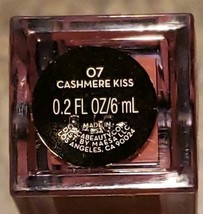 07
CASHMERE KISS
0.2 FL OZ/6 mL
MADE IN
BEAUTY.COM
DIST. BY MAESA LLC
LOS ANGELES, CA 90024